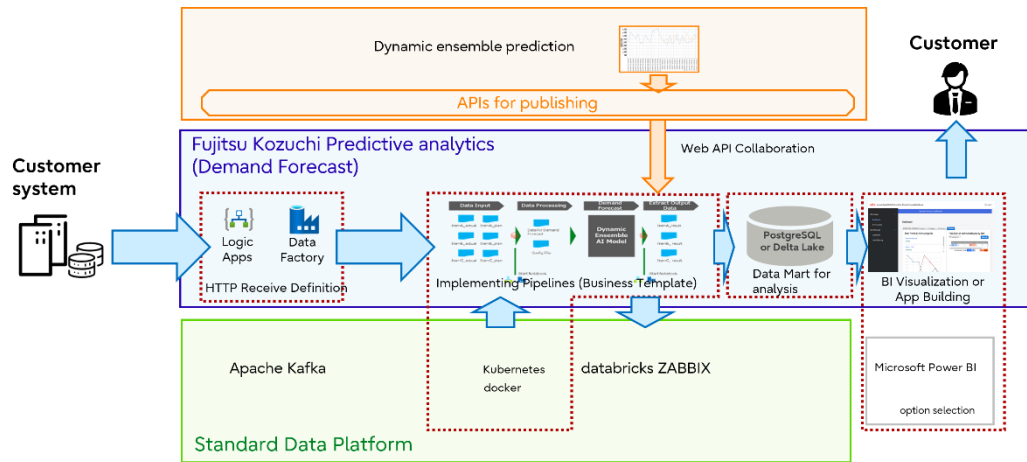 Dynamic ensemble prediction
APIs for publishing
Customer
Fujitsu Kozuchi Predictive analytics
(Demand Forecast)
Web API Collaboration
Customer
system
Logic
Apps
Data
Factory
HTTP Receive Definition
Data Input
Data Processing
Demand
Forecast
Extract Output
Data
Dynamic
Ensemble
AI Model
Implementing Pipelines (Business Template)
PostgreSQL
or Delta Lake
Data Mart for
analysis
BI Visualization or
App Building
Apache Kafka
Kubernetes
docker
databricks ZABBIX
Microsoft Power BI
option selection
Standard Data Platform